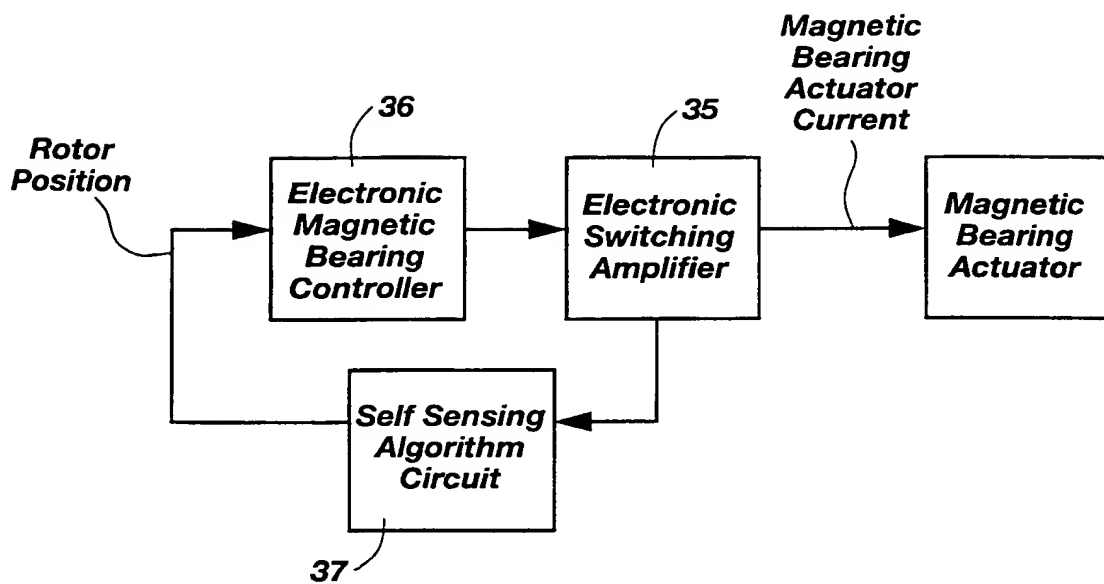 Magnetic
Bearing
Actuator
Current
36
35
Rotor
Position
Electronic
Magnetic
Bearing
Controller
Electronic
Switching
Amplifier
Magnetic
Bearing
Actuator
Self Sensing
Algorithm
Circuit
37